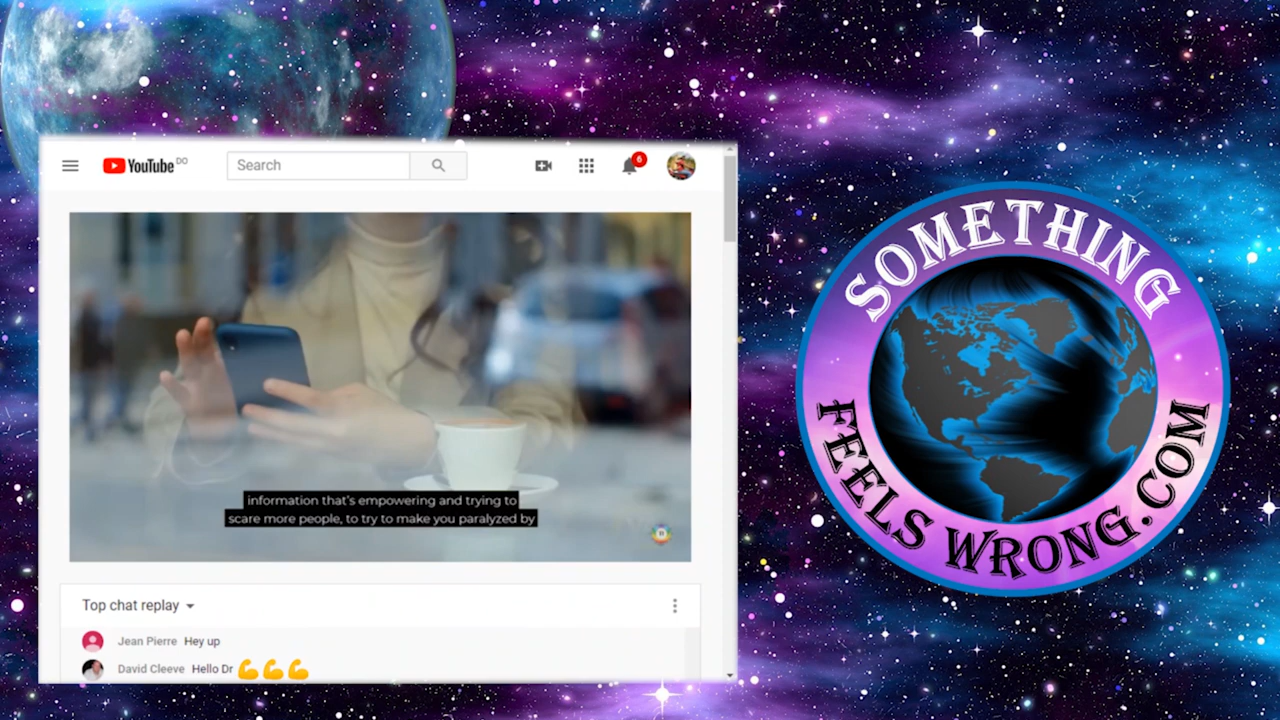 YouTube DO
Search
6
information that's empowering and trying to
scare more people, to try to make you paralyzed by
Top chat replay
Jean Pierre Hey up
David Cleeve Hello Dr 💪💪💪
SOMETHING
FEELS WRONG.COM